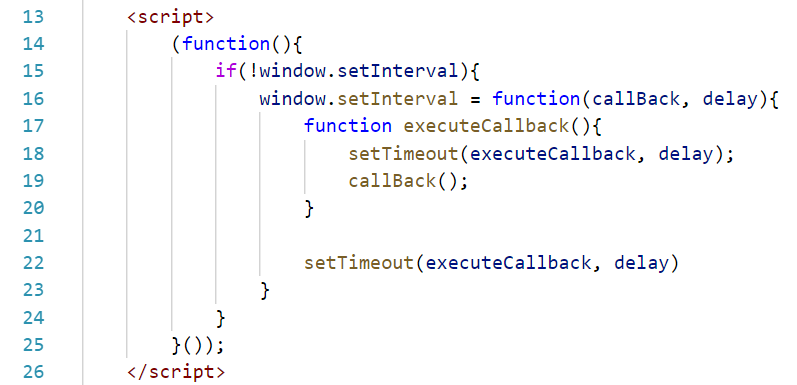 13 <script>
14 (function(){
15 if(!window.setInterval){
16 window.setInterval = function(callBack, delay){
17 function executeCallback(){
18 setTimeout(executeCallback, delay);
19 callBack();
20 }
21
22 setTimeout(executeCallback, delay)
23 }
24 }
25 }());
26 </script>